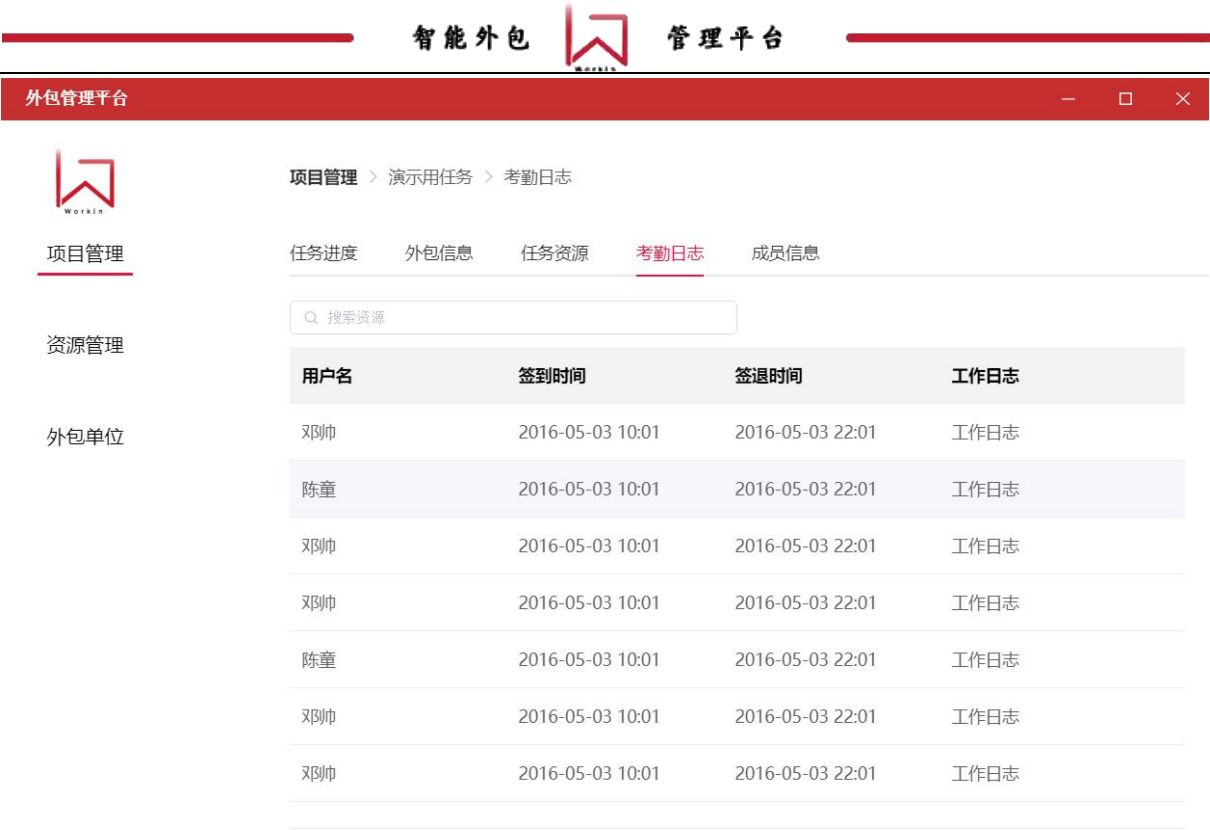 智能外包 Workin 管理平台
外包管理平台
Workin
项目管理 > 演示用任务 > 考勤日志
项目管理
任务进度 外包信息 任务资源 考勤日志 成员信息
搜索资源
资源管理
用户名 签到时间 签退时间 工作日志
外包单位
邓帅 2016-05-03 10:01 2016-05-03 22:01 工作日志
陈童 2016-05-03 10:01 2016-05-03 22:01 工作日志
邓帅 2016-05-03 10:01 2016-05-03 22:01 工作日志
邓帅 2016-05-03 10:01 2016-05-03 22:01 工作日志
陈童 2016-05-03 10:01 2016-05-03 22:01 工作日志
邓帅 2016-05-03 10:01 2016-05-03 22:01 工作日志
邓帅 2016-05-03 10:01 2016-05-03 22:01 工作日志